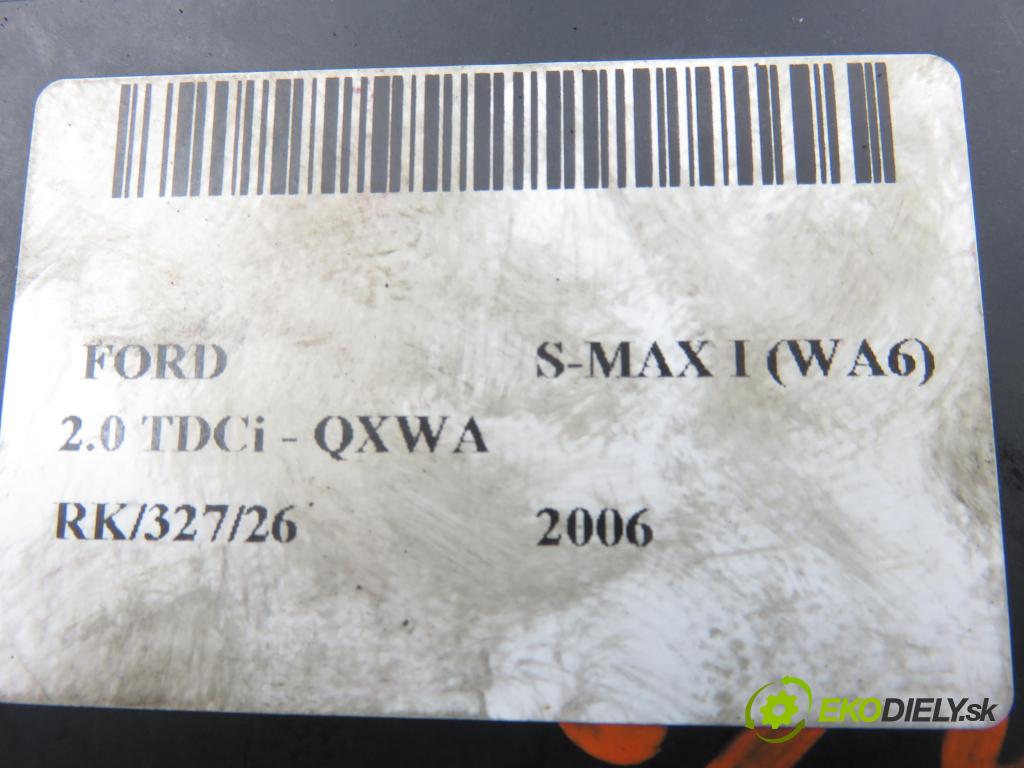 FORD S-MAX I (WA6)
2.0 TDCi - QXWA
RK/327/26 2006
EKODIELY.sk